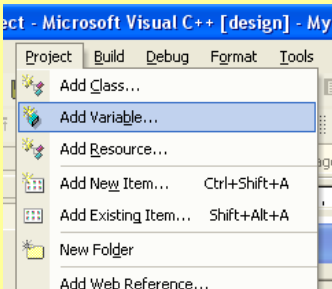 ect - Microsoft Visual C++ [design] - My
Project Build Debug Format Tools
Add Class...
Add Variable...
Add Resource...
Add New Item... Ctrl+Shift+A
Add Existing Item... Shift+Alt+A
New Folder
Add Web Reference...